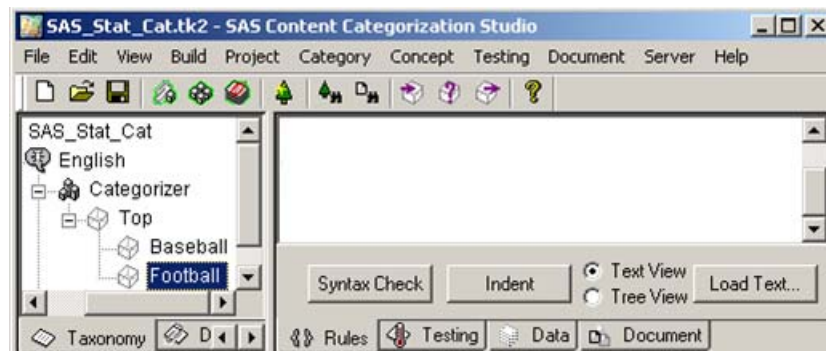 SAS_Stat_Cat.tk2 - SAS Content Categorization Studio
File Edit View Build Project Category Concept Testing Document Server Help
SAS_Stat_Cat
English
Categorizer
Top
Baseball
Football
Syntax Check Indent Text View Load Text...
Tree View
Taxonomy D Rules Testing Data Document